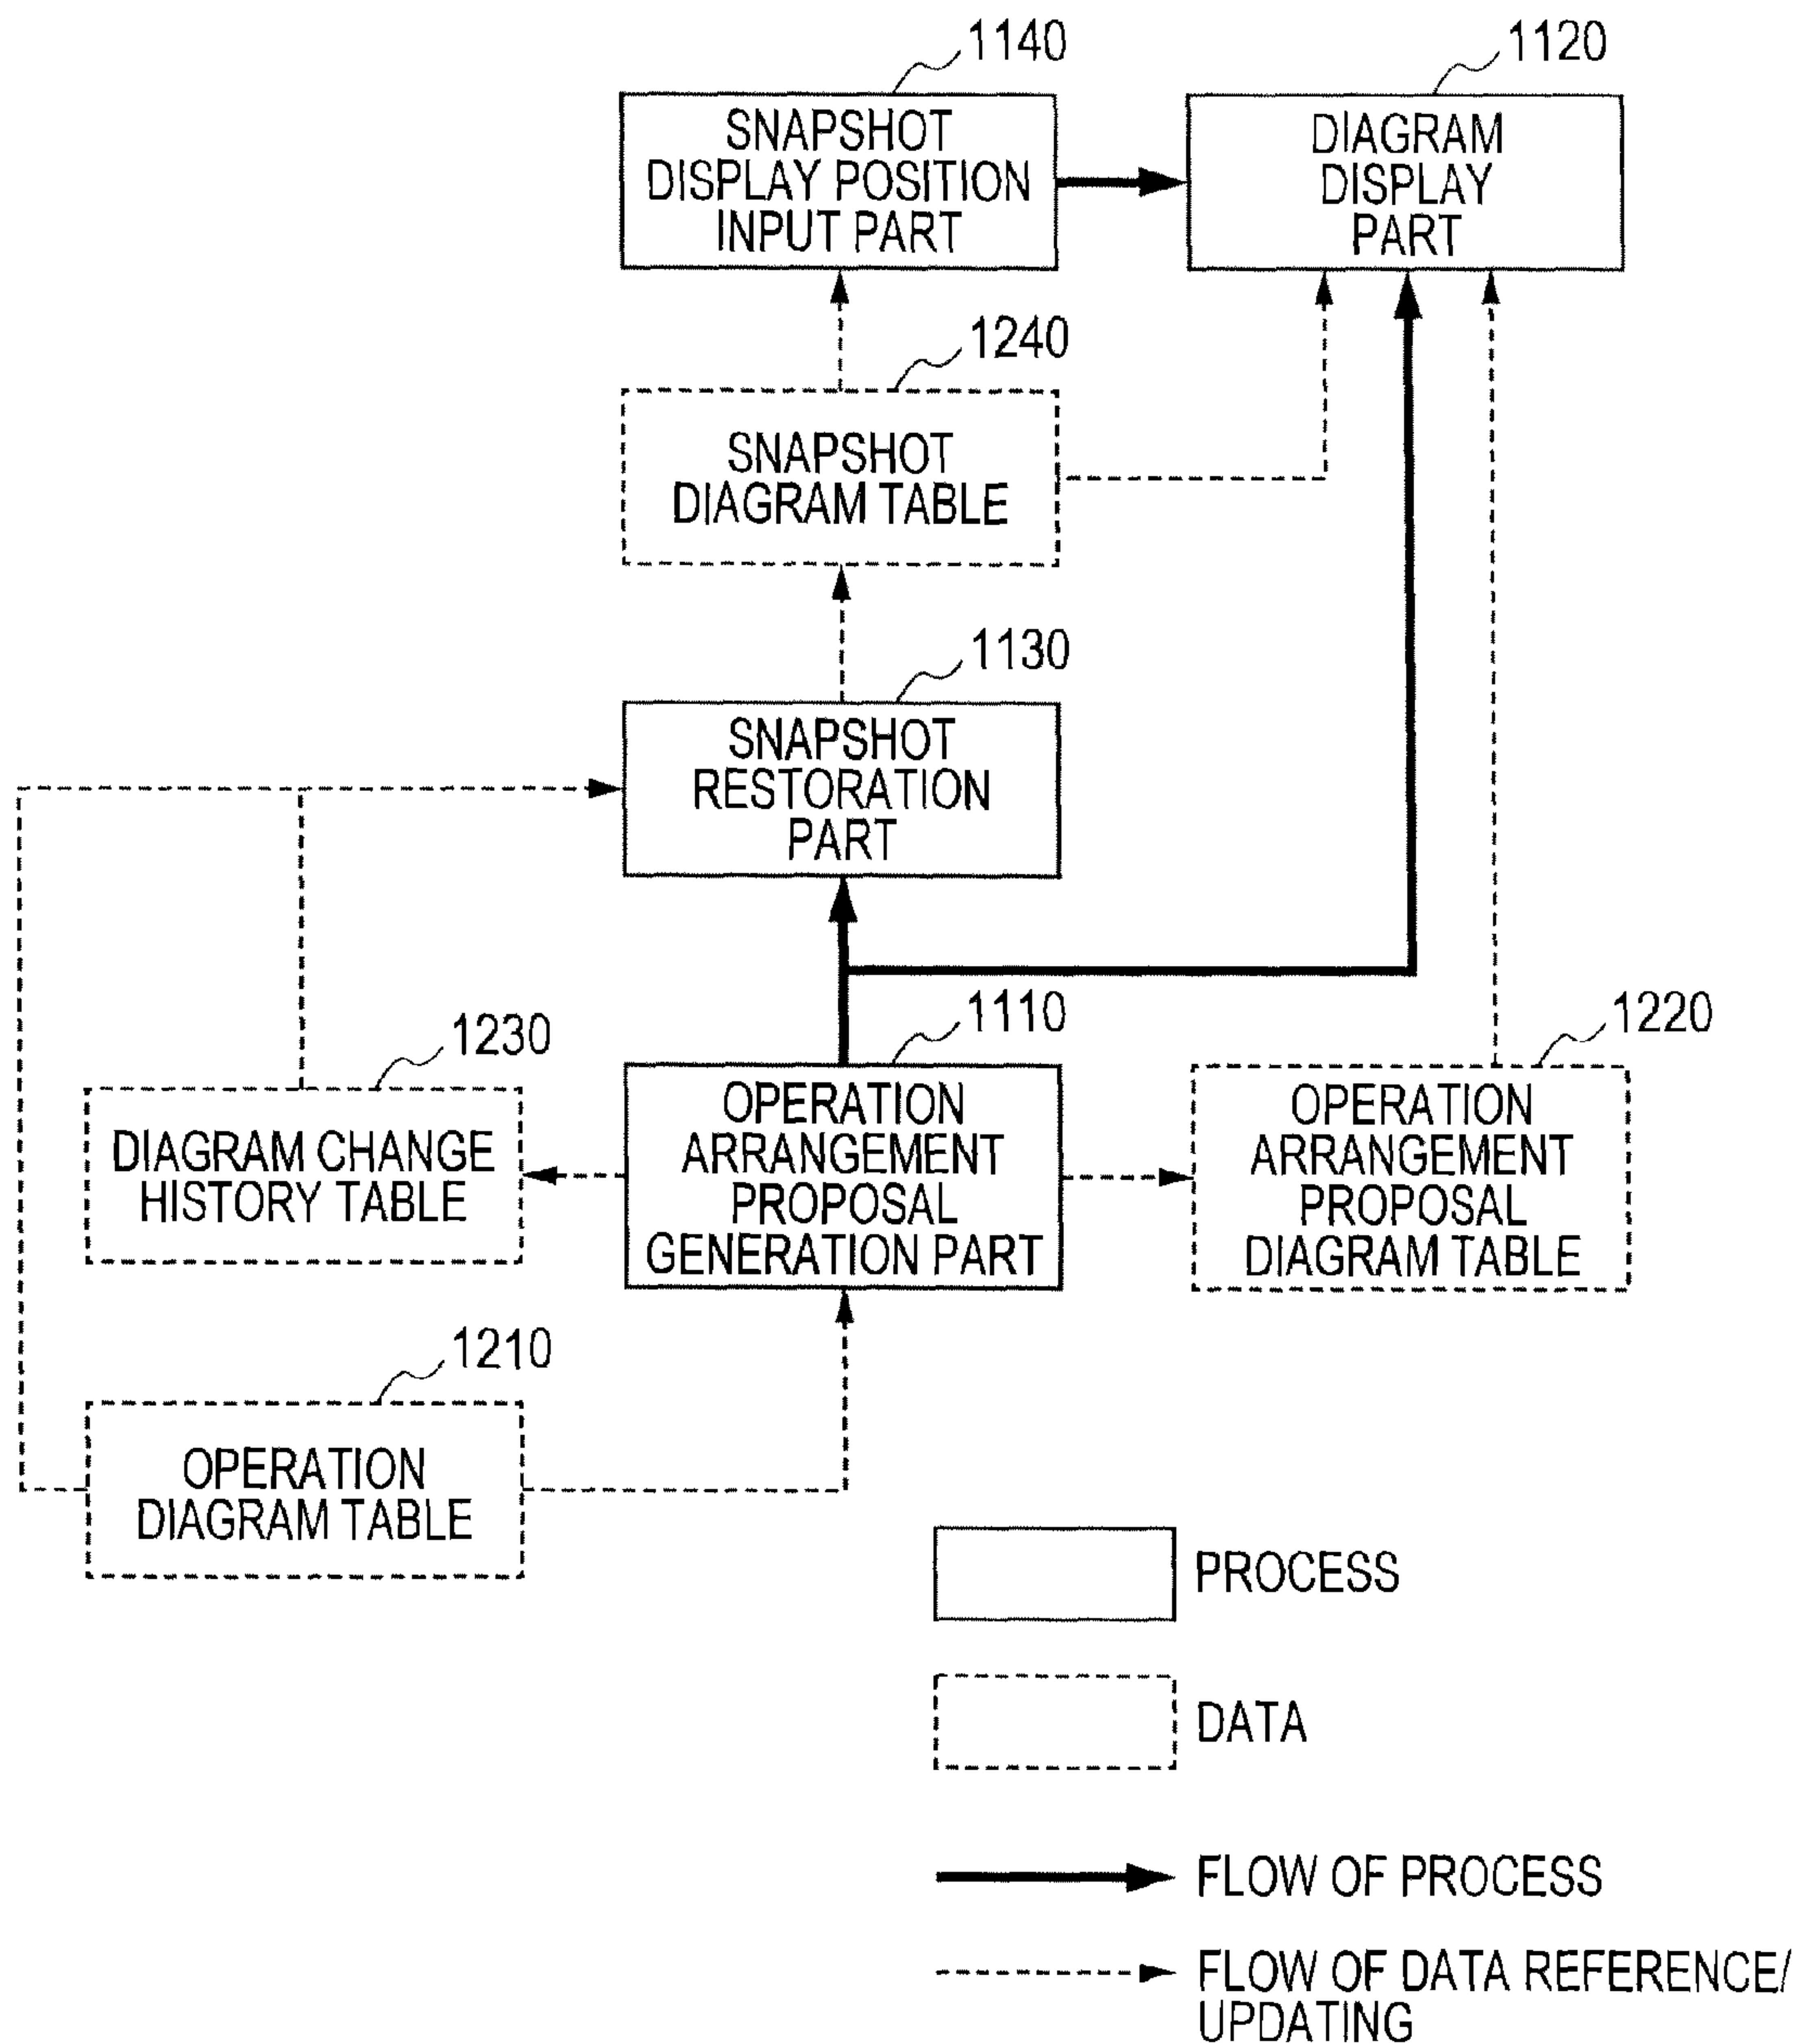 1140
1120
SNAPSHOT
DISPLAY POSITION
INPUT PART
DIAGRAM
DISPLAY
PART
1240
SNAPSHOT
DIAGRAM TABLE
1130
SNAPSHOT
RESTORATION
PART
1230
1110
1220
DIAGRAM CHANGE
HISTORY TABLE
OPERATION
ARRANGEMENT
PROPOSAL
GENERATION PART
OPERATION
ARRANGEMENT
PROPOSAL
DIAGRAM TABLE
1210
OPERATION
DIAGRAM TABLE
PROCESS
DATA
FLOW OF PROCESS
FLOW OF DATA REFERENCE/
UPDATING